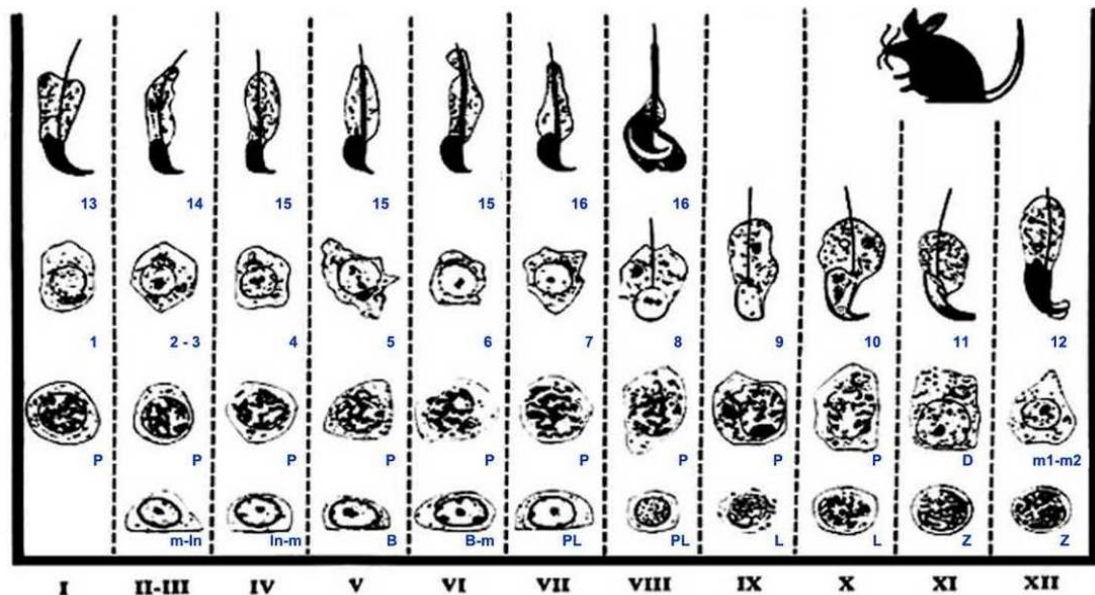 13 14 15 15 15 16 16
1 2 - 3 4 5 6 7 8 9 10 11 12
P P P P P P P P P D m1-m2
m-In In-m B B-m PL PL L L Z Z
I II-III IV V VI VII VIII IX X XI XII